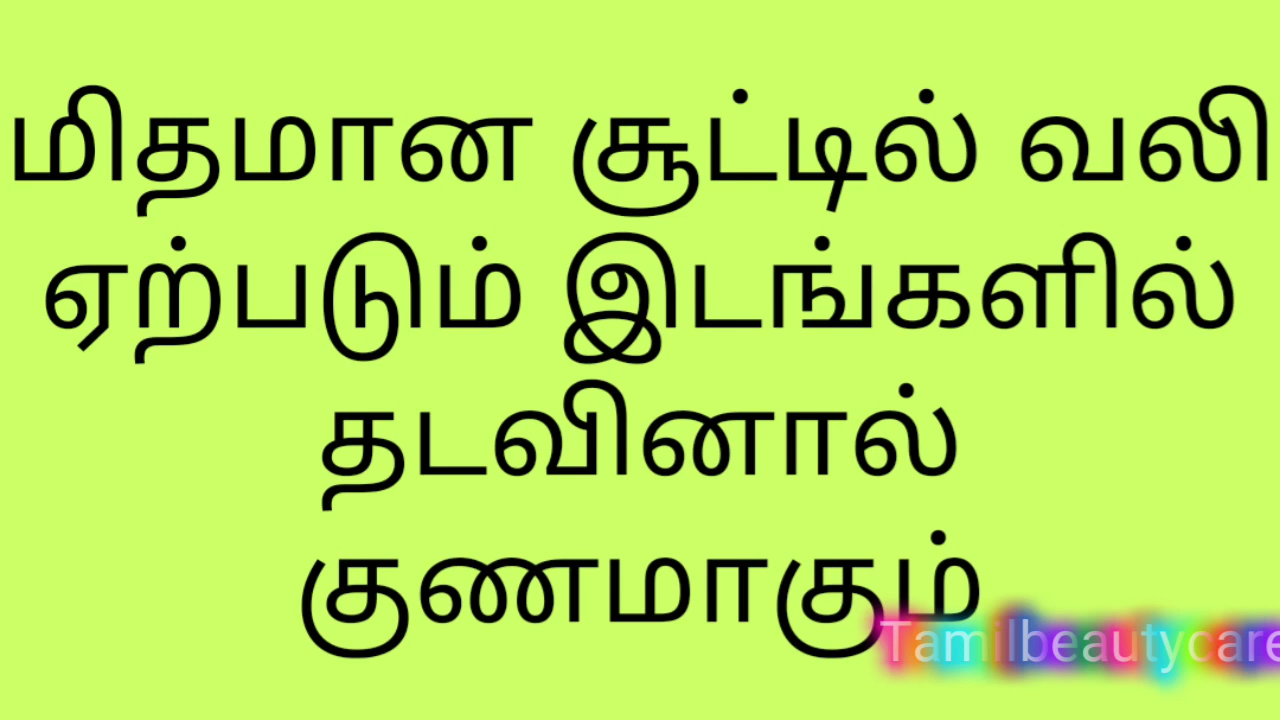 மிதமான சூட்டில் வலி
ஏற்படும் இடங்களில்
தடவினால்
குணமாகும்
Tamilbeautycare